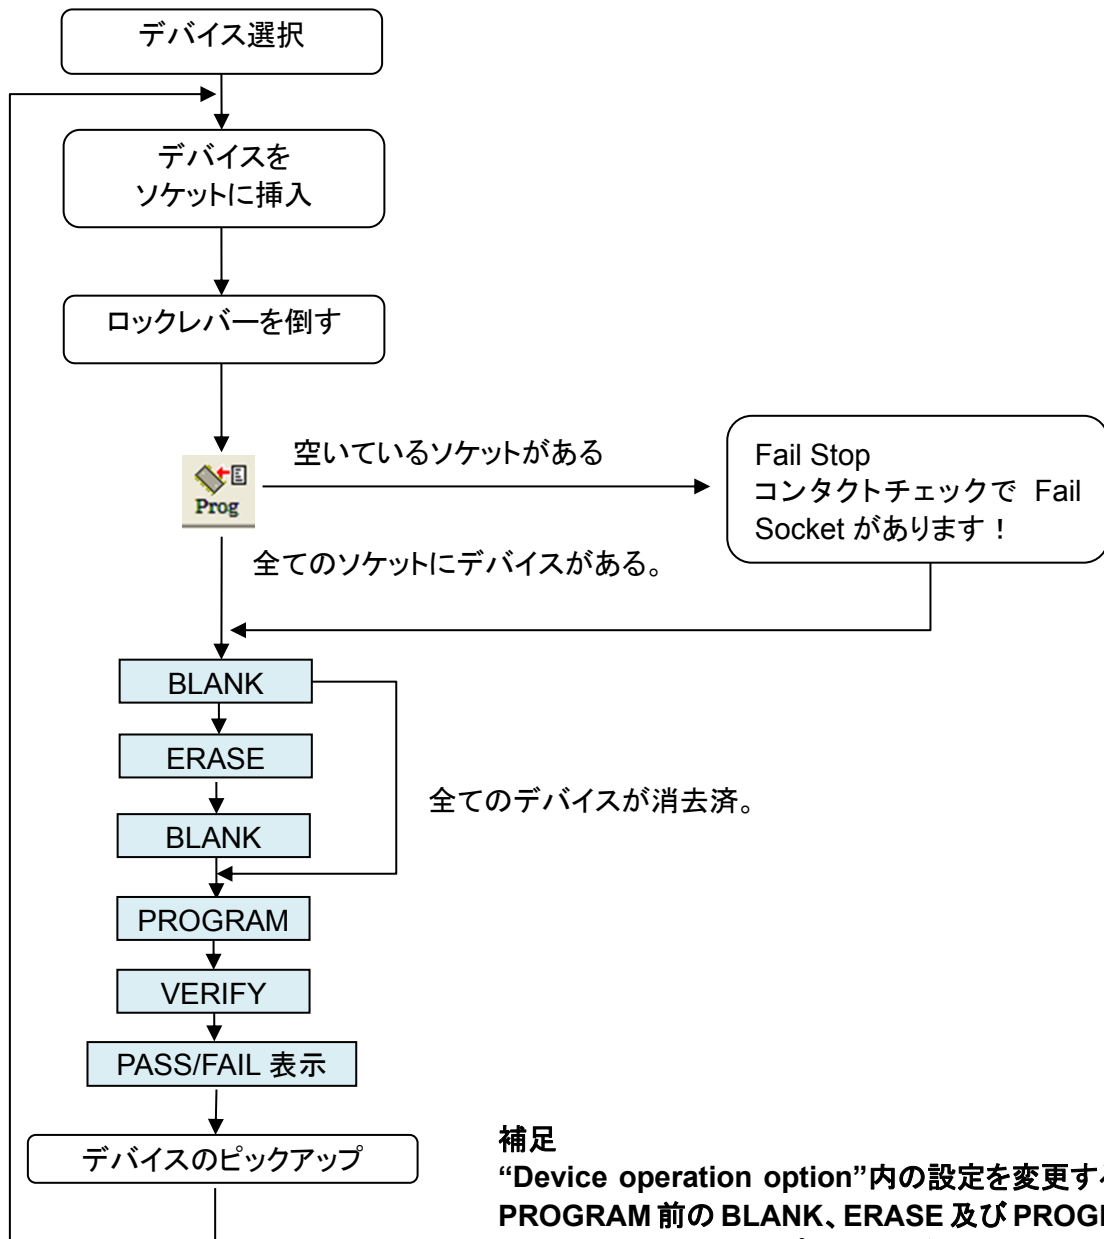 デバイス選択
デバイスを
ソケットに挿入
ロックレバーを倒す
Prog
空いているソケットがある
Fail Stop
コンタクトチェックで Fail
Socket があります！
全てのソケットにデバイスがある。
BLANK
ERASE
全てのデバイスが消去済。
BLANK
PROGRAM
VERIFY
PASS/FAIL 表示
デバイスのピックアップ
補足
“Device operation option”内の設定を変更す
PROGRAM 前の BLANK、ERASE 及び